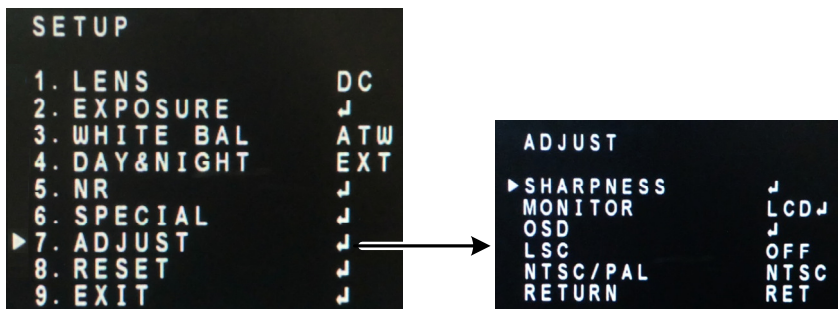 SETUP
1. LENS DC
2. EXPOSURE ↲
3. WHITE BAL ATW
4. DAY&NIGHT EXT
5. NR ↲
6. SPECIAL ↲
▶7. ADJUST ↲
8. RESET ↲
9. EXIT ↲
ADJUST
▶SHARPNESS ↲
MONITOR LCD↲
OSD ↲
LSC OFF
NTSC/PAL NTSC
RETURN RET